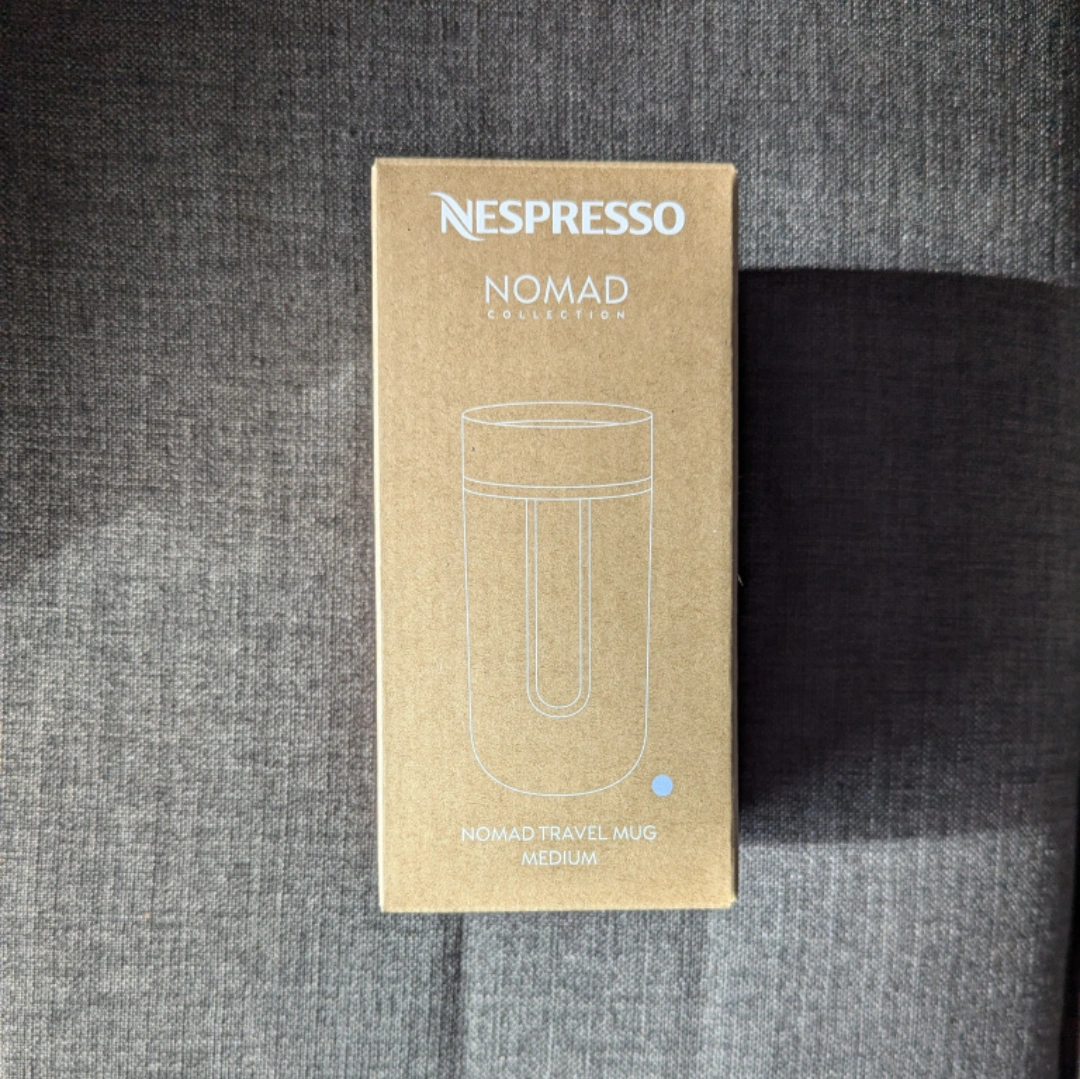 NESPRESSO
NOMAD
COLLECTION
NOMAD TRAVEL MUG
MEDIUM